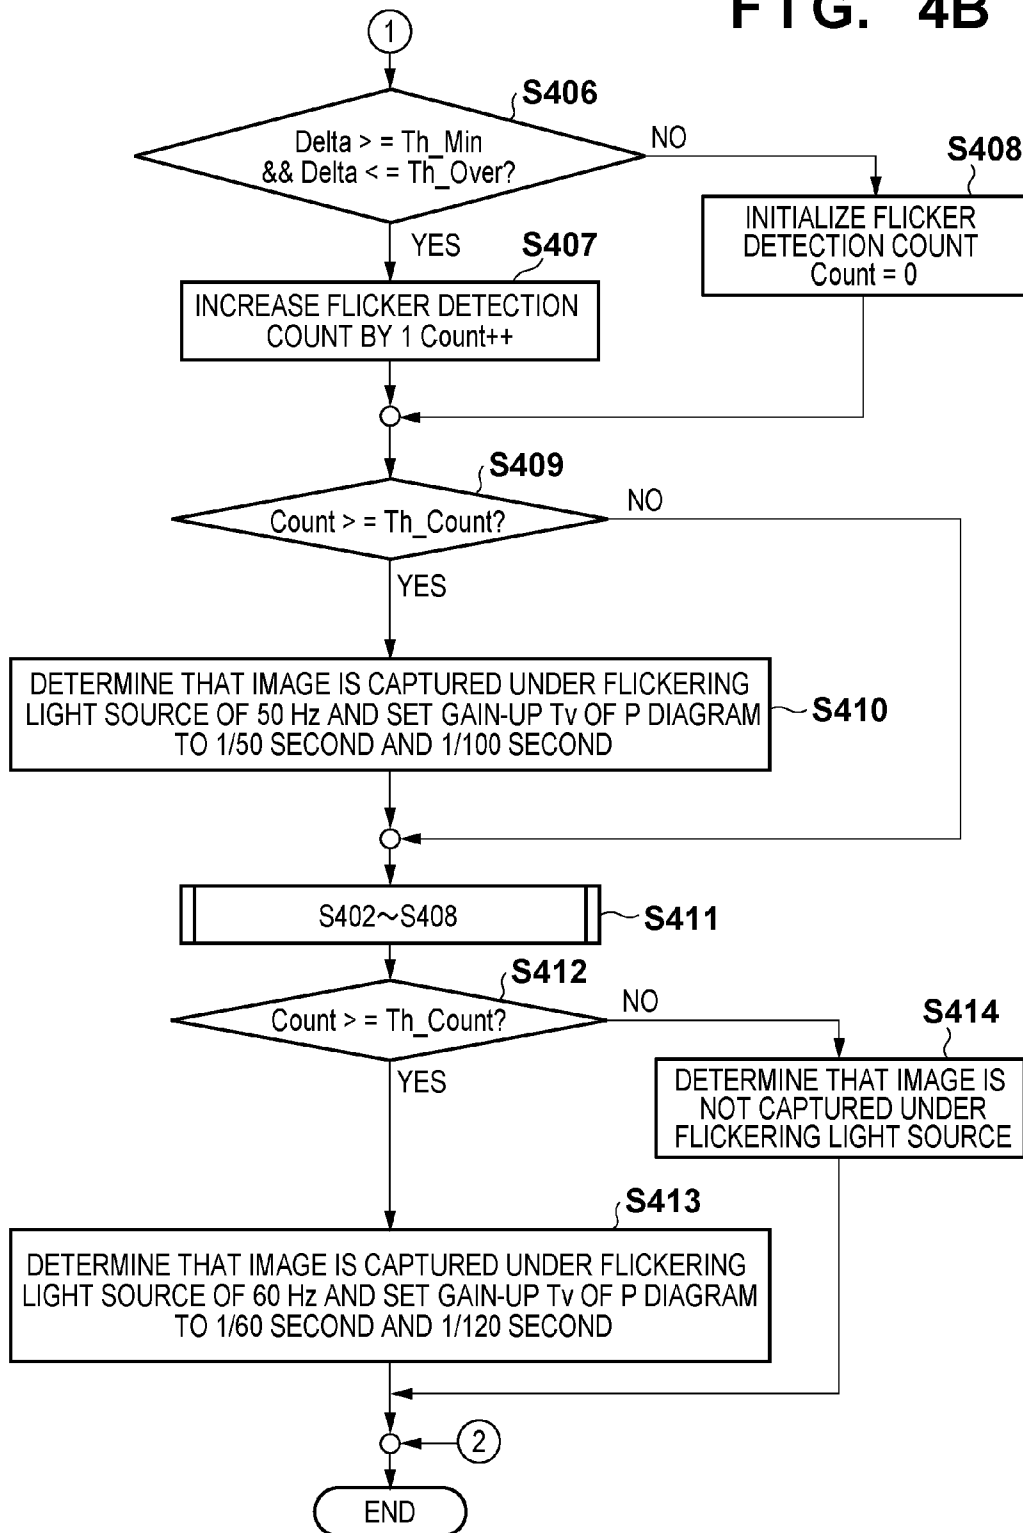 FIG. 4B
1
S406
Delta > = Th_Min
&& Delta < = Th_Over?
NO
YES
S408
INITIALIZE FLICKER
DETECTION COUNT
Count = 0
S407
INCREASE FLICKER DETECTION
COUNT BY 1 Count++
S409
Count > = Th_Count?
NO
YES
DETERMINE THAT IMAGE IS CAPTURED UNDER FLICKERING
LIGHT SOURCE OF 50 Hz AND SET GAIN-UP Tv OF P DIAGRAM
TO 1/50 SECOND AND 1/100 SECOND
S410
S402~S408
S411
S412
Count > = Th_Count?
NO
YES
S414
DETERMINE THAT IMAGE IS
NOT CAPTURED UNDER
FLICKERING LIGHT SOURCE
S413
DETERMINE THAT IMAGE IS CAPTURED UNDER FLICKERING
LIGHT SOURCE OF 60 Hz AND SET GAIN-UP Tv OF P DIAGRAM
TO 1/60 SECOND AND 1/120 SECOND
2
END